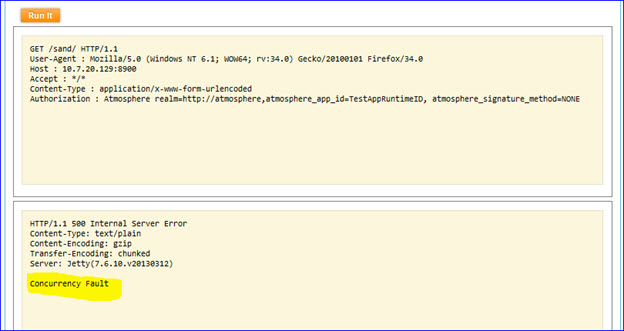 Run It
GET /sand/ HTTP/1.1
User-Agent : Mozilla/5.0 (Windows NT 6.1; WOW64; rv:34.0) Gecko/20100101 Firefox/34.0
Host : 10.7.20.129:8900
Accept : */*
Content-Type : application/x-www-form-urlencoded
Authorization : Atmosphere realm=http://atmosphere,atmosphere_app_id=TestAppRuntimeID, atmosphere_signature_method=NONE
HTTP/1.1 500 Internal Server Error
Content-Type: text/plain
Content-Encoding: gzip
Transfer-Encoding: chunked
Server: Jetty(7.6.10.v20130312)
Concurrency Fault